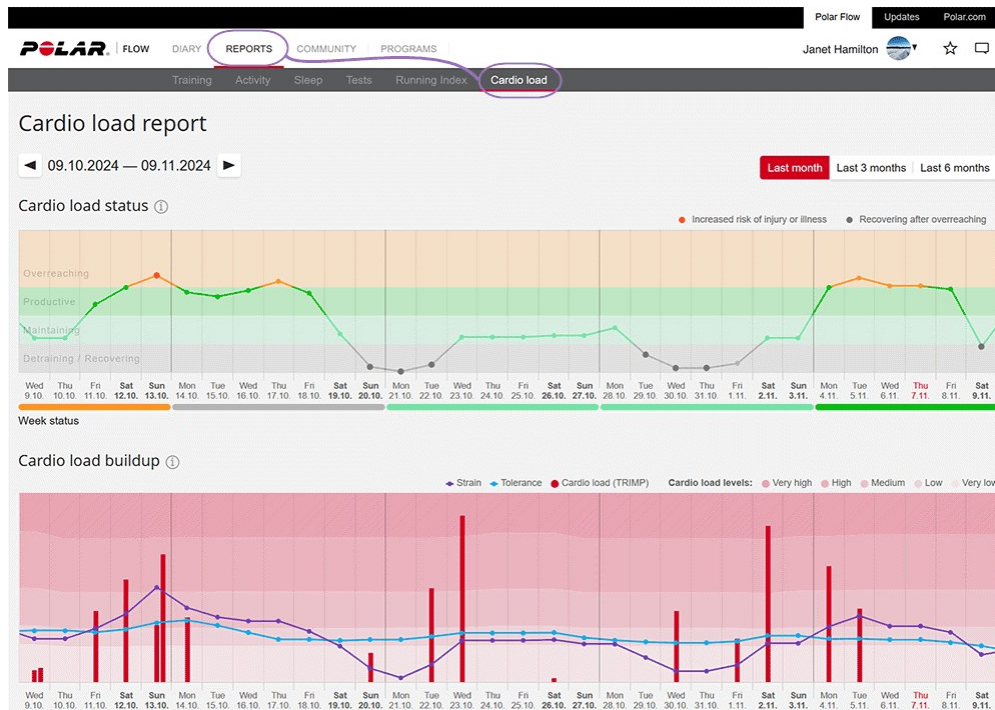 Polar Flow Updates Polar.com
POLAR. FLOW DIARY REPORTS COMMUNITY PROGRAMS Janet Hamilton
Training Activity Sleep Tests Running Index Cardio load
Cardio load report
09.10.2024 — 09.11.2024
Last month Last 3 months Last 6 months
Cardio load status
Increased risk of injury or illness Recovering after overreaching
Overreaching
Productive
Maintaining
Detraining / Recovering
Wed Thu Fri Sat Sun Mon Tue Wed Thu Fri Sat Sun Mon Tue Wed Thu Fri Sat Sun Mon Tue Wed Thu Fri Sat Sun Mon Tue Wed Thu Fri Sat
9.10. 10.10. 11.10. 12.10. 13.10. 14.10. 15.10. 16.10. 17.10. 18.10. 19.10. 20.10. 21.10. 22.10. 23.10. 24.10. 25.10. 26.10. 27.10. 28.10. 29.10. 30.10. 31.10. 1.11. 2.11. 3.11. 4.11. 5.11. 6.11. 7.11. 8.11. 9.11.
Week status
Cardio load buildup
Strain Tolerance Cardio load (TRIMP) Cardio load levels: Very high High Medium Low Very low
Wed Thu Fri Sat Sun Mon Tue Wed Thu Fri Sat Sun Mon Tue Wed Thu Fri Sat Sun Mon Tue Wed Thu Fri Sat Sun Mon Tue Wed Thu Fri Sat
9.10. 10.10. 11.10. 12.10. 13.10. 14.10. 15.10. 16.10. 17.10. 18.10. 19.10. 20.10. 21.10. 22.10. 23.10. 24.10. 25.10. 26.10. 27.10. 28.10. 29.10. 30.10. 31.10. 1.11. 2.11. 3.11. 4.11. 5.11. 6.11. 7.11. 8.11. 9.11.